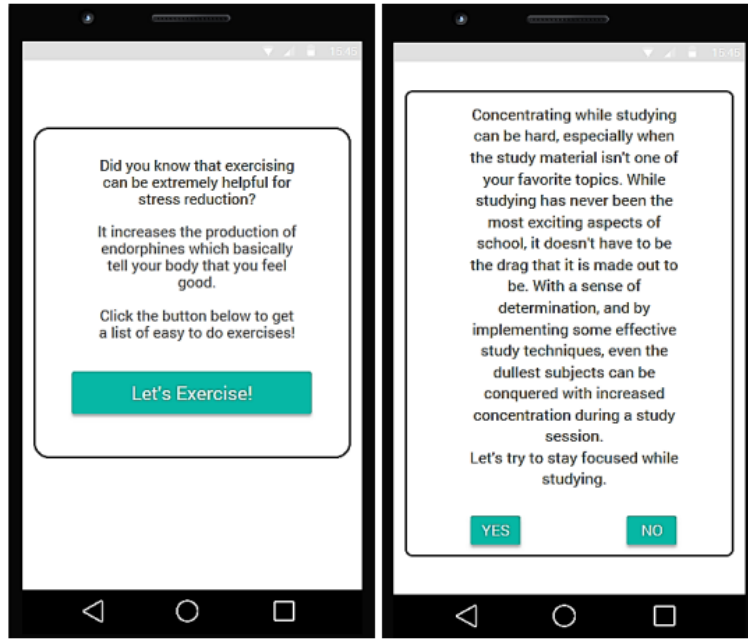 15:45
Did you know that exercising
can be extremely helpful for
stress reduction?
It increases the production of
endorphines which basically
tell your body that you feel
good.
Click the button below to get
a list of easy to do exercises!
Let's Exercise!
15:45
Concentrating while studying
can be hard, especially when
the study material isn't one of
your favorite topics. While
studying has never been the
most exciting aspects of
school, it doesn't have to be
the drag that it is made out to
be. With a sense of
determination, and by
implementing some effective
study techniques, even the
dullest subjects can be
conquered with increased
concentration during a study
session.
Let's try to stay focused while
studying.
YES NO